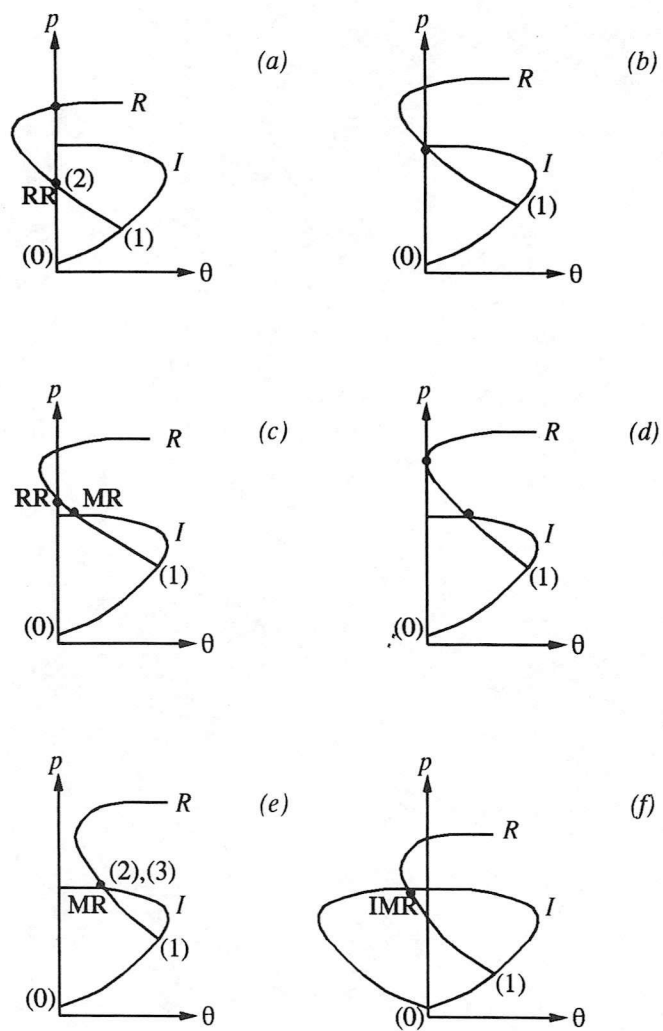 p (a)
R
(2)
RR
I
(1)
(0)
θ
p (b)
R
I
(1)
(0)
θ
p (c)
R
RR MR
I
(1)
(0)
θ
p (d)
R
I
(1)
(0)
θ
p (e)
R
(2),(3)
MR
I
(1)
(0)
θ
p (f)
R
IMR
I
(1)
(0)
θ